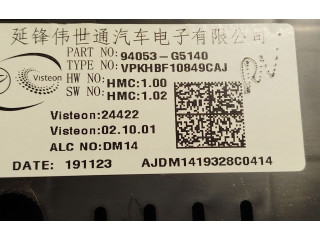 延锋伟世通汽车电子有限公司
PART NO: 94053-G5140
TYPE NO: VPKHBF10849CAJ
HW NO: HMC:1.00
SW NO: HMC:1.02
Visteon
Visteon: 24422
Visteon: 02.10.01
ALC NO: DM14
DATE: 191123 AJDM1419328C0414